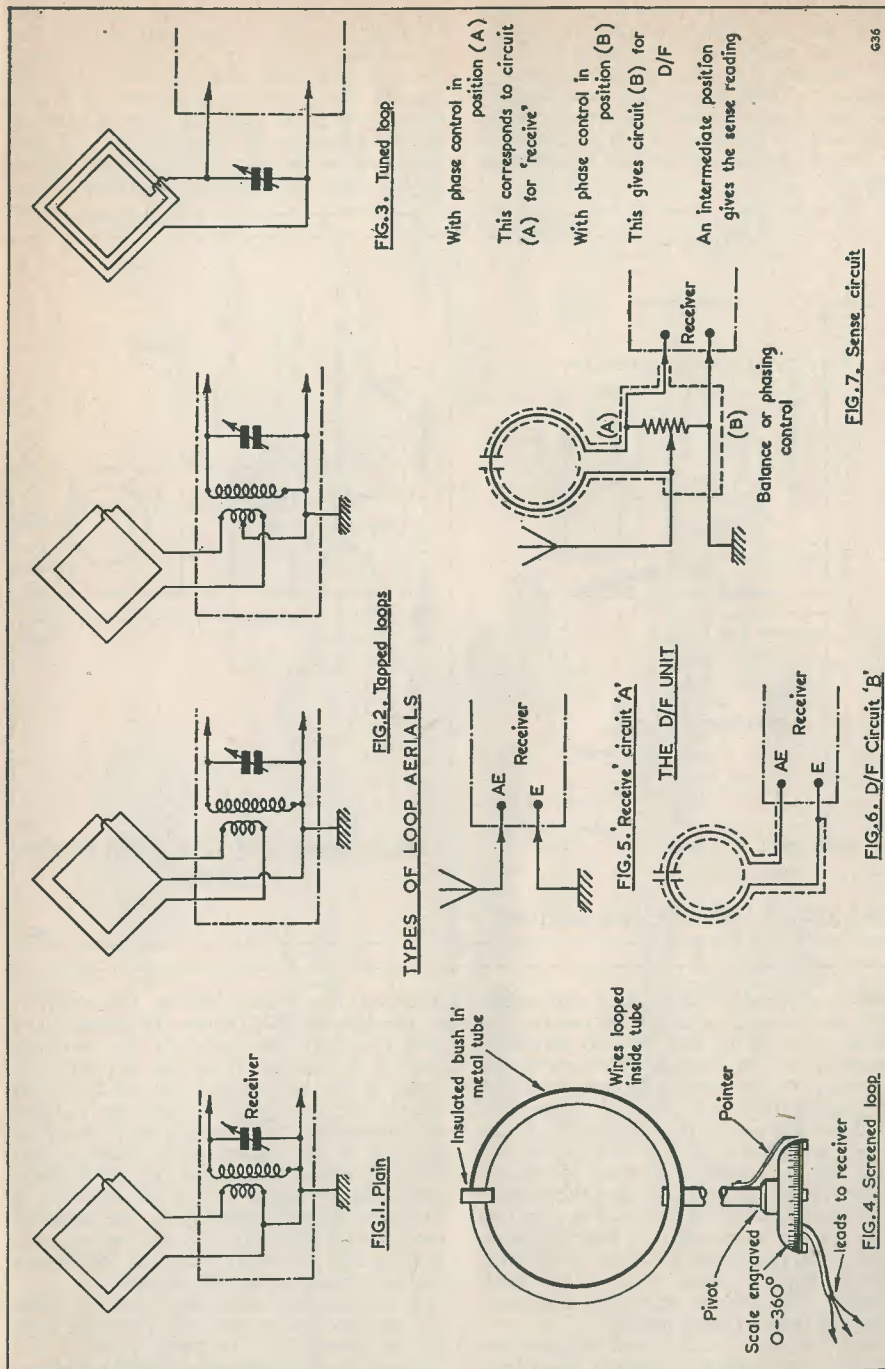 Receiver
FIG.1. Plain
FIG.2. Tapped loops
FIG.3. Tuned loop
TYPES OF LOOP AERIALS
Insulated bush in
metal tube
Wires looped
inside tube
Pointer
Pivot
Scale engraved
0-360°
leads to receiver
FIG.4. Screened loop
AE
Receiver
E
FIG.5. 'Receive' circuit 'A'
THE D/F UNIT
AE
Receiver
E
FIG.6. D/F Circuit 'B'
(A)
Receiver
(B)
Balance or phasing
control
FIG.7. Sense circuit
With phase control in
position (A)
This corresponds to circuit
(A) for 'receive"
With phase control in
position (B)
This gives circuit (B) for
D/F
An intermediate position
gives the sense reading
G36